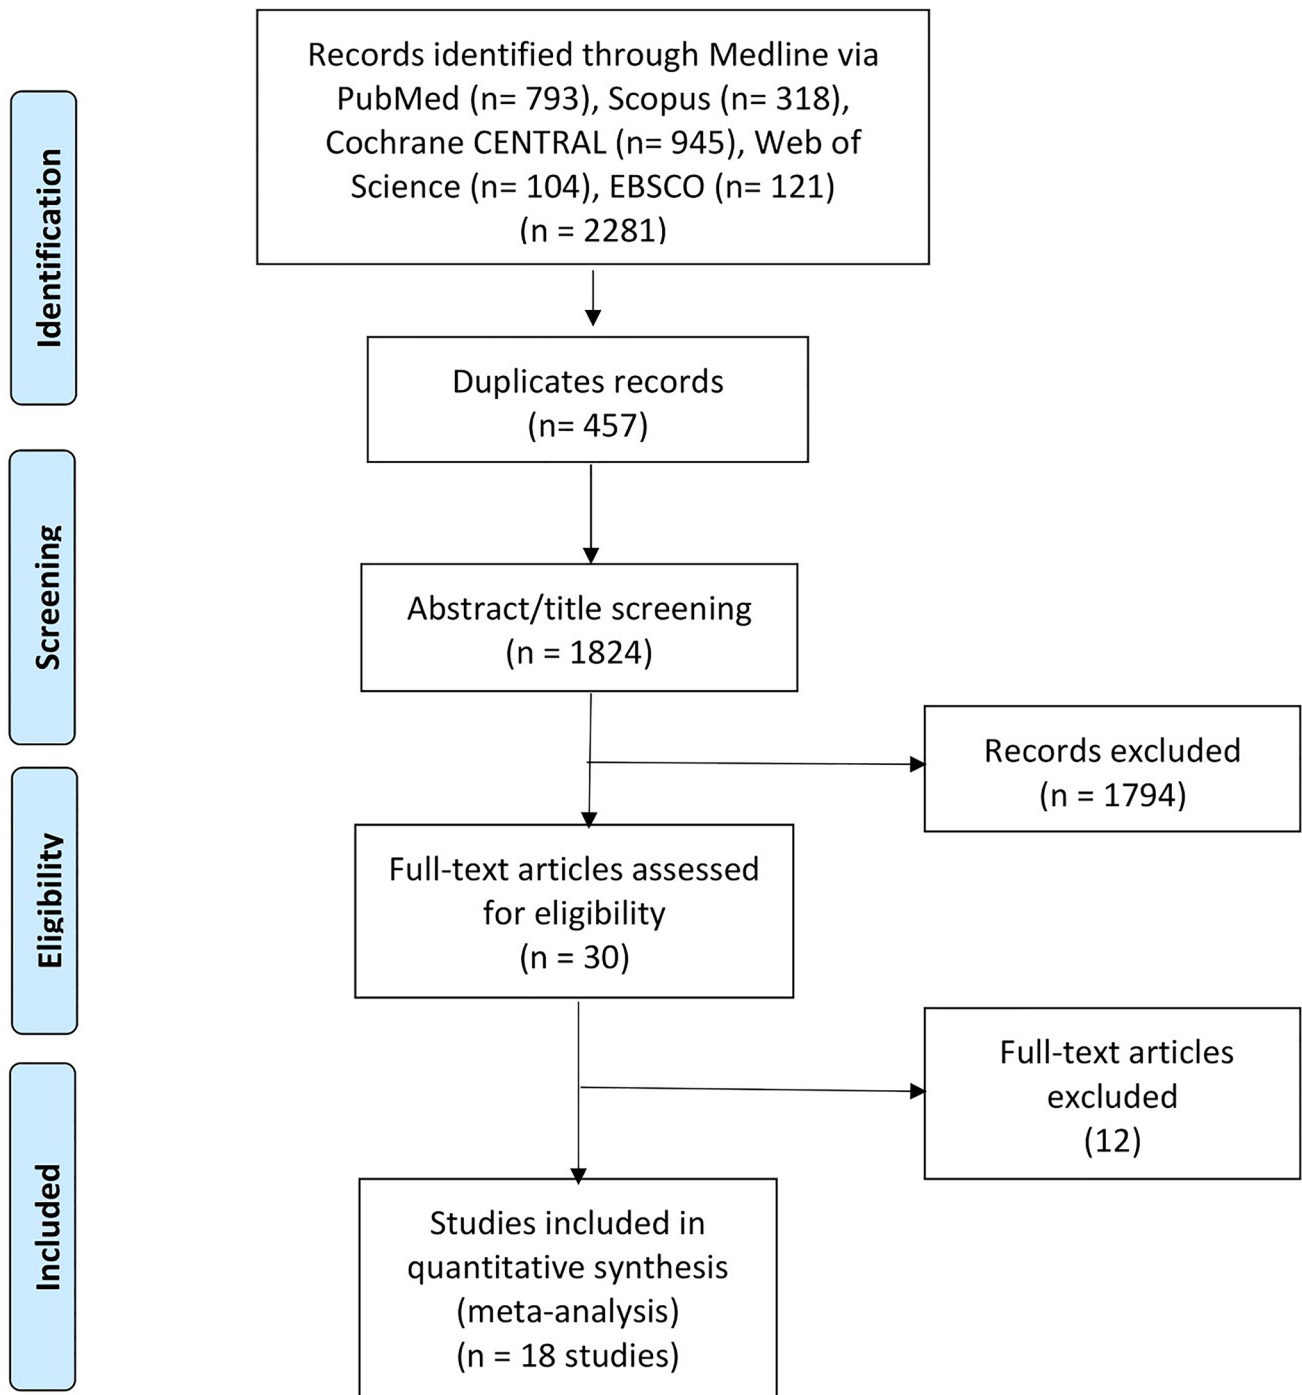 Records identified through Medline via
PubMed (n= 793), Scopus (n= 318),
Cochrane CENTRAL (n= 945), Web of
Science (n= 104), EBSCO (n= 121)
(n = 2281)
Identification
Duplicates records
(n= 457)
Screening
Abstract/title screening
(n = 1824)
Records excluded
(n = 1794)
Eligibility
Full-text articles assessed
for eligibility
(n = 30)
Full-text articles
excluded
(12)
Included
Studies included in
quantitative synthesis
(meta-analysis)
(n = 18 studies)